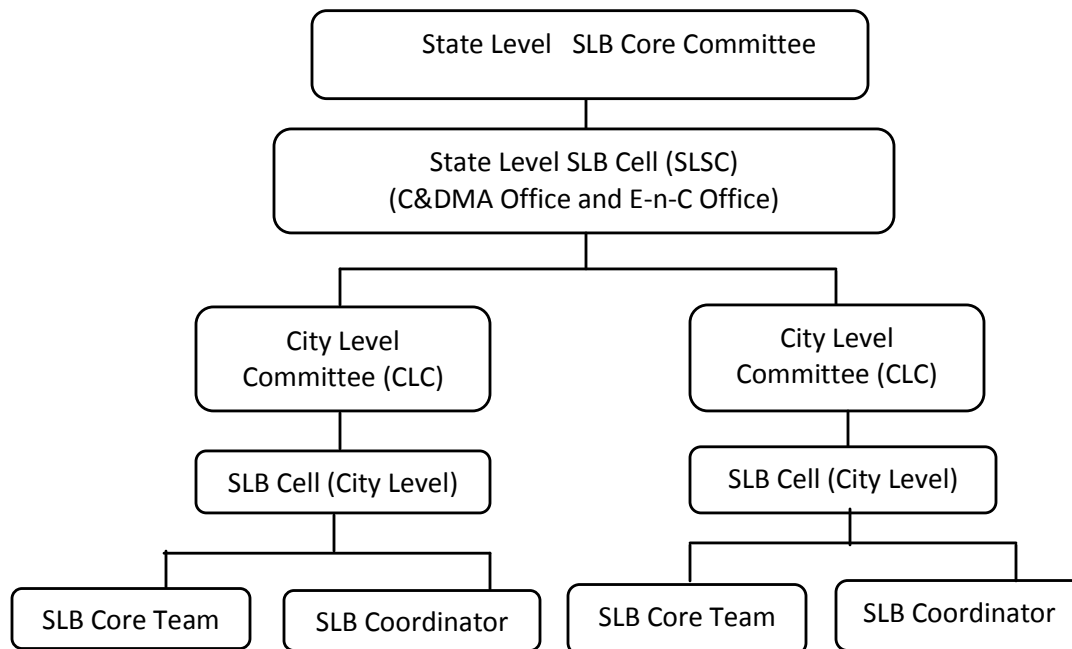 State Level SLB Core Committee
State Level SLB Cell (SLSC)
(C&DMA Office and E-n-C Office)
City Level
Committee (CLC)
City Level
Committee (CLC)
SLB Cell (City Level)
SLB Cell (City Level)
SLB Core Team
SLB Coordinator
SLB Core Team
SLB Coordinator